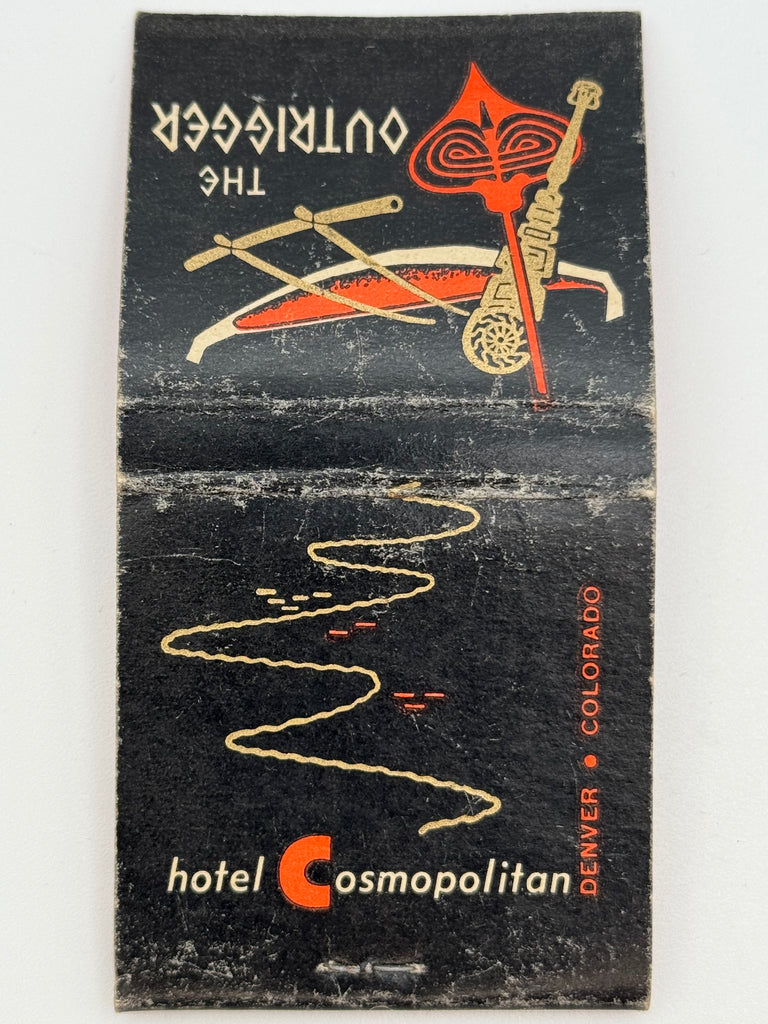 THE
OUTRIGGER
hotel Cosmopolitan
DENVER • COLORADO